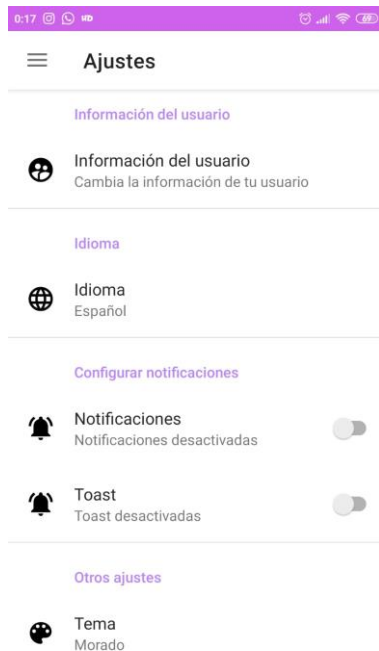 0:17
Ajustes
Información del usuario
Información del usuario
Cambia la información de tu usuario
Idioma
Idioma
Español
Configurar notificaciones
Notificaciones
Notificaciones desactivadas
Toast
Toast desactivadas
Otros ajustes
Tema
Morado